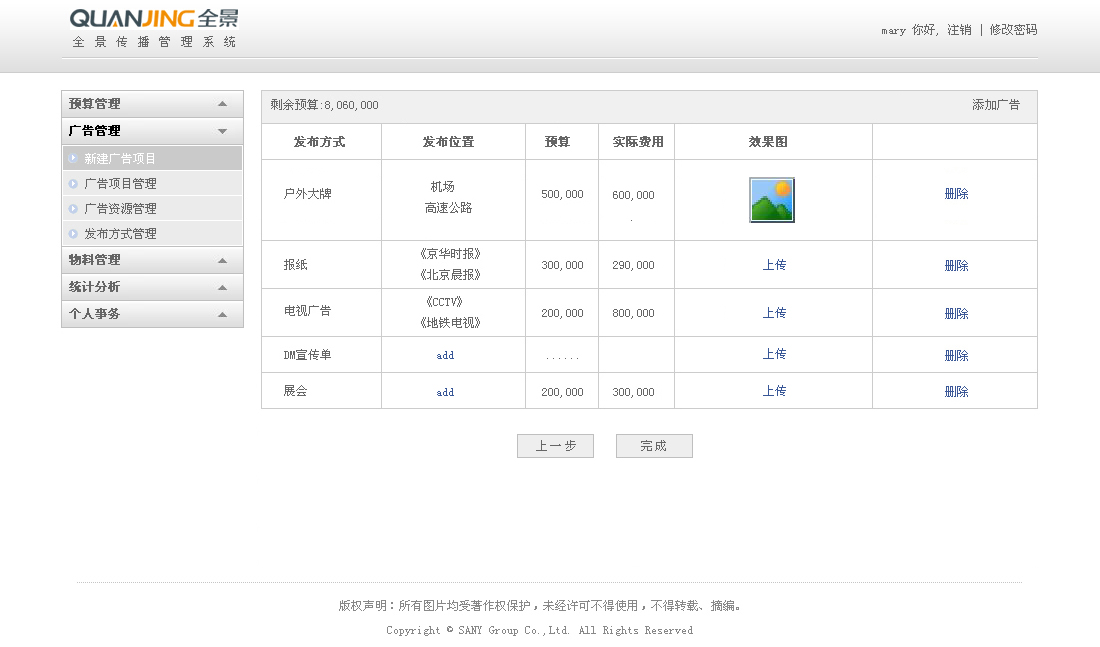 QUANJING全景
全景传播管理系统
mary 你好, 注销 | 修改密码
预算管理
广告管理
新建广告项目
广告项目管理
广告资源管理
发布方式管理
物料管理
统计分析
个人事务
剩余预算:8,060,000 添加广告
发布方式 发布位置 预算 实际费用 效果图
户外大牌 机场 高速公路 500,000 600,000 . 删除
报纸 《京华时报》 《北京晨报》 300,000 290,000 上传 删除
电视广告 《CCTV》 《地铁电视》 200,000 800,000 上传 删除
DM宣传单 add ...... 上传 删除
展会 add 200,000 300,000 上传 删除
上一步 完成
版权声明：所有图片均受著作权保护，未经许可不得使用，不得转载、摘编。
Copyright © SANY Group Co.,Ltd. All Rights Reserved